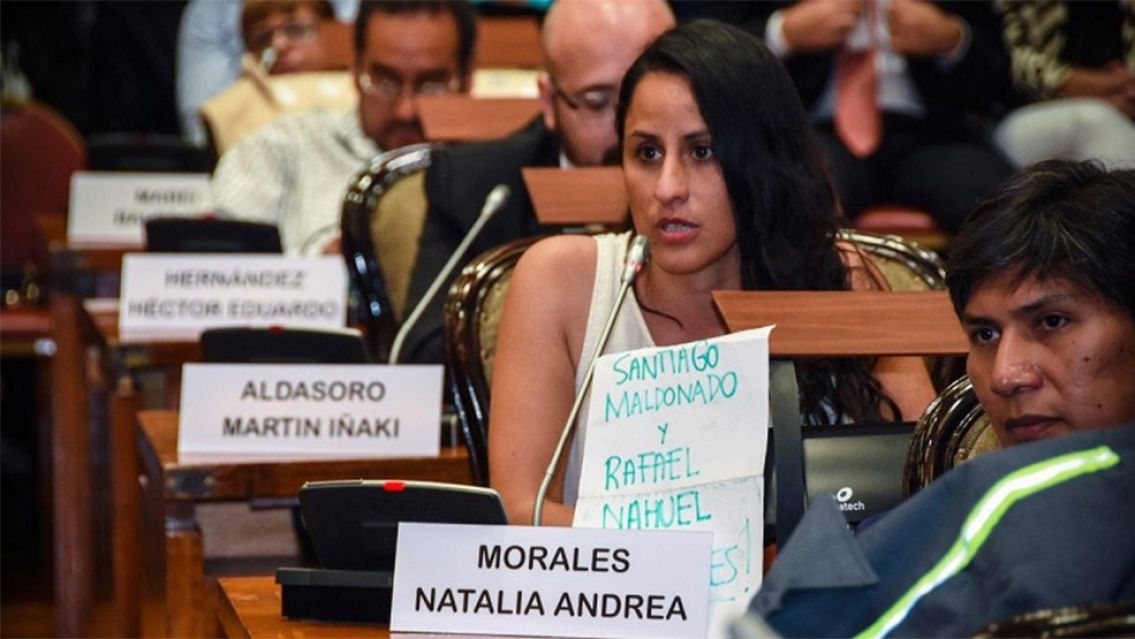 HERNÁNDEZ
HÉCTOR EDUARDO
ALDASORO
MARTIN IÑAKI
SANTIAGO
MALDONADO
Y
RAFAEL
NAHUEL
MORALES
NATALIA ANDREA